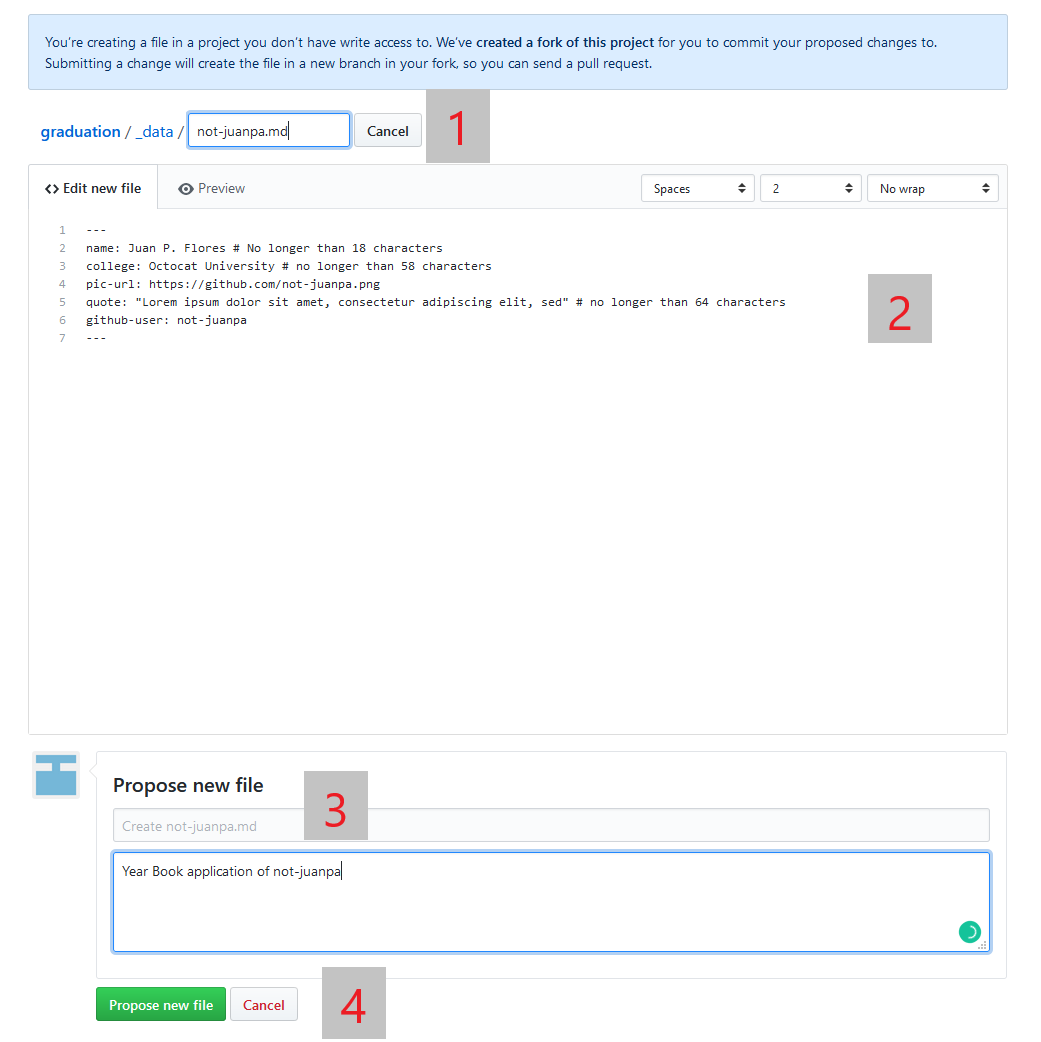 You're creating a file in a project you don't have write access to. We've created a fork of this project for you to commit your proposed changes to.
Submitting a change will create the file in a new branch in your fork, so you can send a pull request.
graduation / _data / not-juanpa.md Cancel 1
Edit new file Preview Spaces 2 No wrap
1 ---
2 name: Juan P. Flores # No longer than 18 characters
3 college: Octocat University # no longer than 58 characters
4 pic-url: https://github.com/not-juanpa.png
5 quote: "Lorem ipsum dolor sit amet, consectetur adipiscing elit, sed" # no longer than 64 characters
6 github-user: not-juanpa
7 ---
2
Propose new file
3
Create not-juanpa.md
Year Book application of not-juanpa
Propose new file Cancel 4